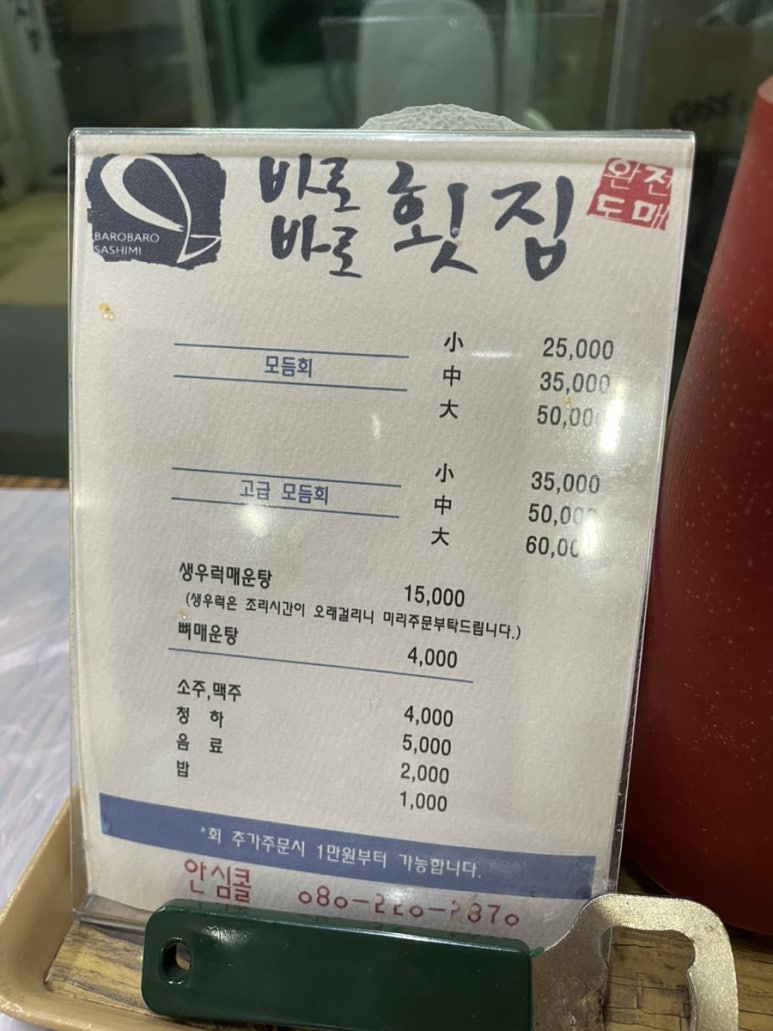 BAROBARO
SASHIMI
바로
바로 횟집
완전
도매
모듬회
小 25,000
中 35,000
大 50,000
고급 모듬회
小 35,000
中 50,000
大 60,000
생우럭매운탕 15,000
(생우럭은 조리시간이 오래걸리니 미리주문부탁드립니다.)
뼈매운탕 4,000
소주,맥주 4,000
청 하 5,000
음 료 2,000
밥 1,000
*회 추가주문시 1만원부터 가능합니다.
안심콜 080-220-2870